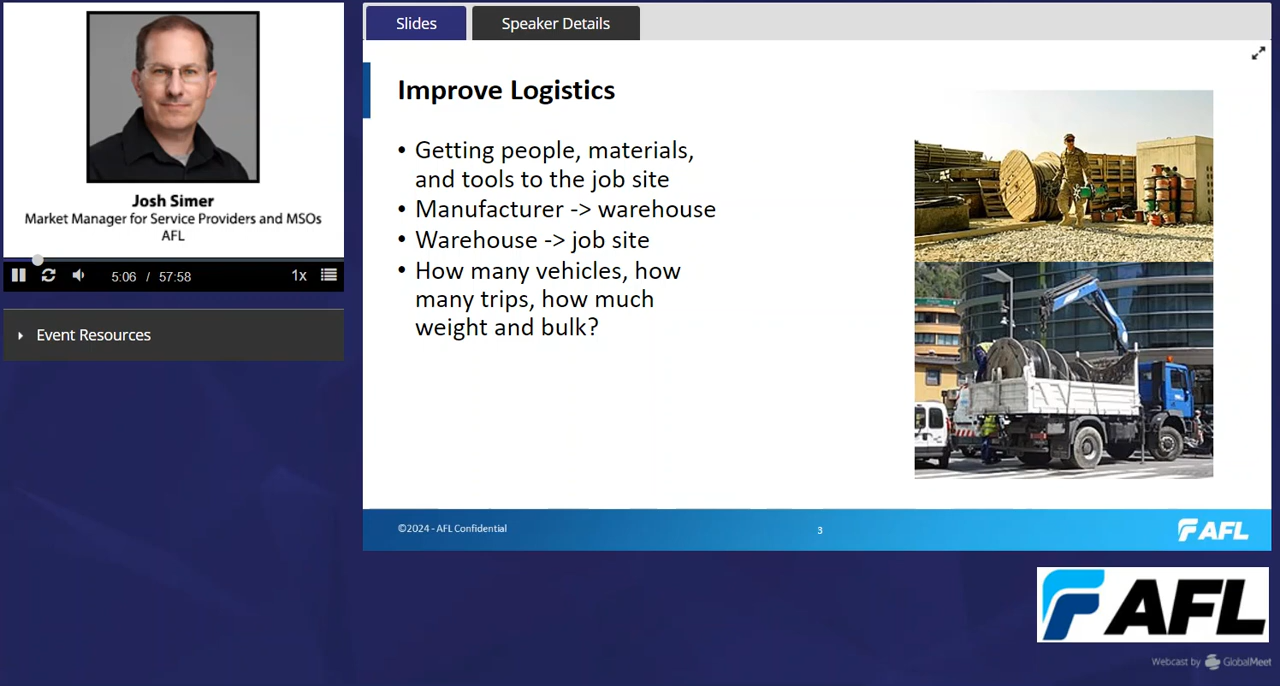 Josh Simer
Market Manager for Service Providers and MSOs
AFL
5:06 / 57:58
1x
Event Resources
Slides
Speaker Details
Improve Logistics
• Getting people, materials,
and tools to the job site
• Manufacturer -> warehouse
• Warehouse -> job site
• How many vehicles, how
many trips, how much
weight and bulk?
©2024 - AFL Confidential
3
AFL
AFL
Webcast by GlobalMeet